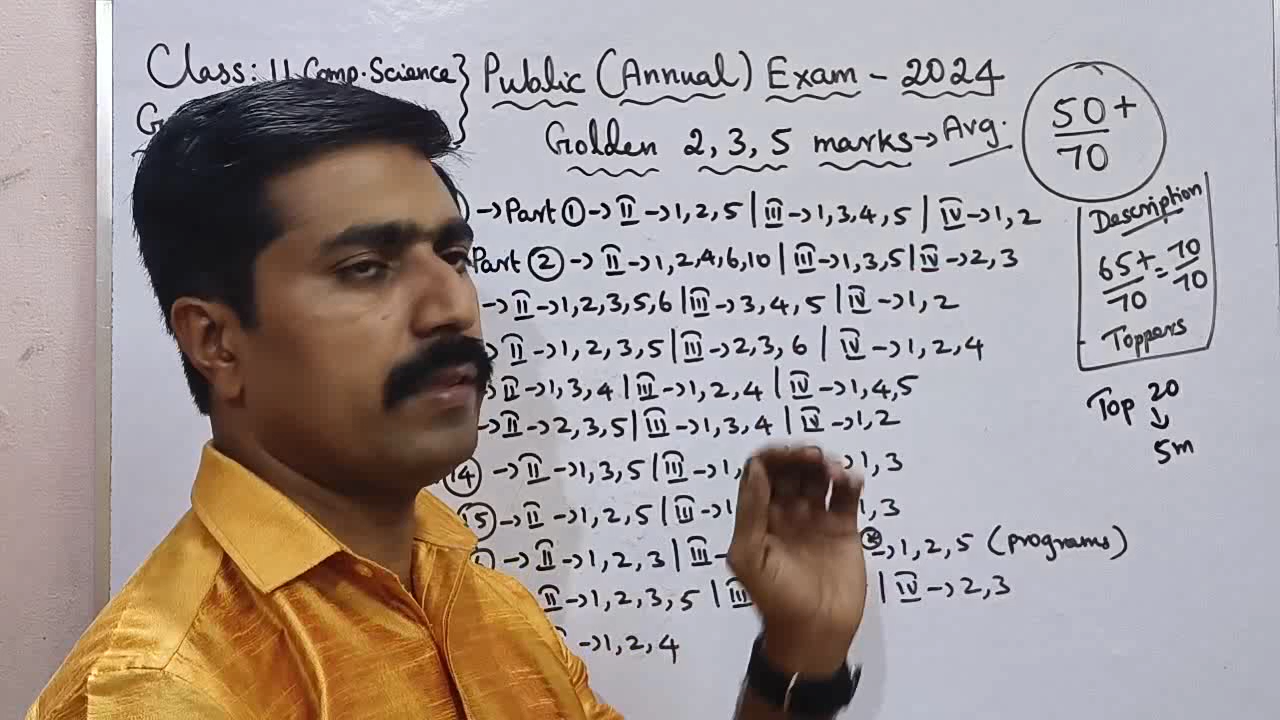 Class: 11 Comp. Science } Public (Annual) Exam - 2024
Golden 2, 3, 5 marks → Avg.
50+
70
→ Part ① → II → 1, 2, 5 | III → 1, 3, 4, 5 | IV → 1, 2
Part ② → II → 1, 2, 4, 6, 10 | III → 1, 3, 5 | IV → 2, 3
→ II → 1, 2, 3, 5, 6 | III → 3, 4, 5 | IV → 1, 2
→ II → 1, 2, 3, 5 | III → 2, 3, 6 | IV → 1, 2, 4
→ II → 1, 3, 4 | III → 1, 2, 4 | IV → 1, 4, 5
→ II → 2, 3, 5 | III → 1, 3, 4 | IV → 1, 2
14 → II → 1, 3, 5 | III → 1, → 1, 3
15 → II → 1, 2, 5 | III → 1, 3
→ II → 1, 2, 3 | III → 1, 2, 5 (programs)
II → 1, 2, 3, 5 | III | IV → 2, 3
→ 1, 2, 4
Description
65+ = 70
70 70
Toppers
Top 20
↓
5m